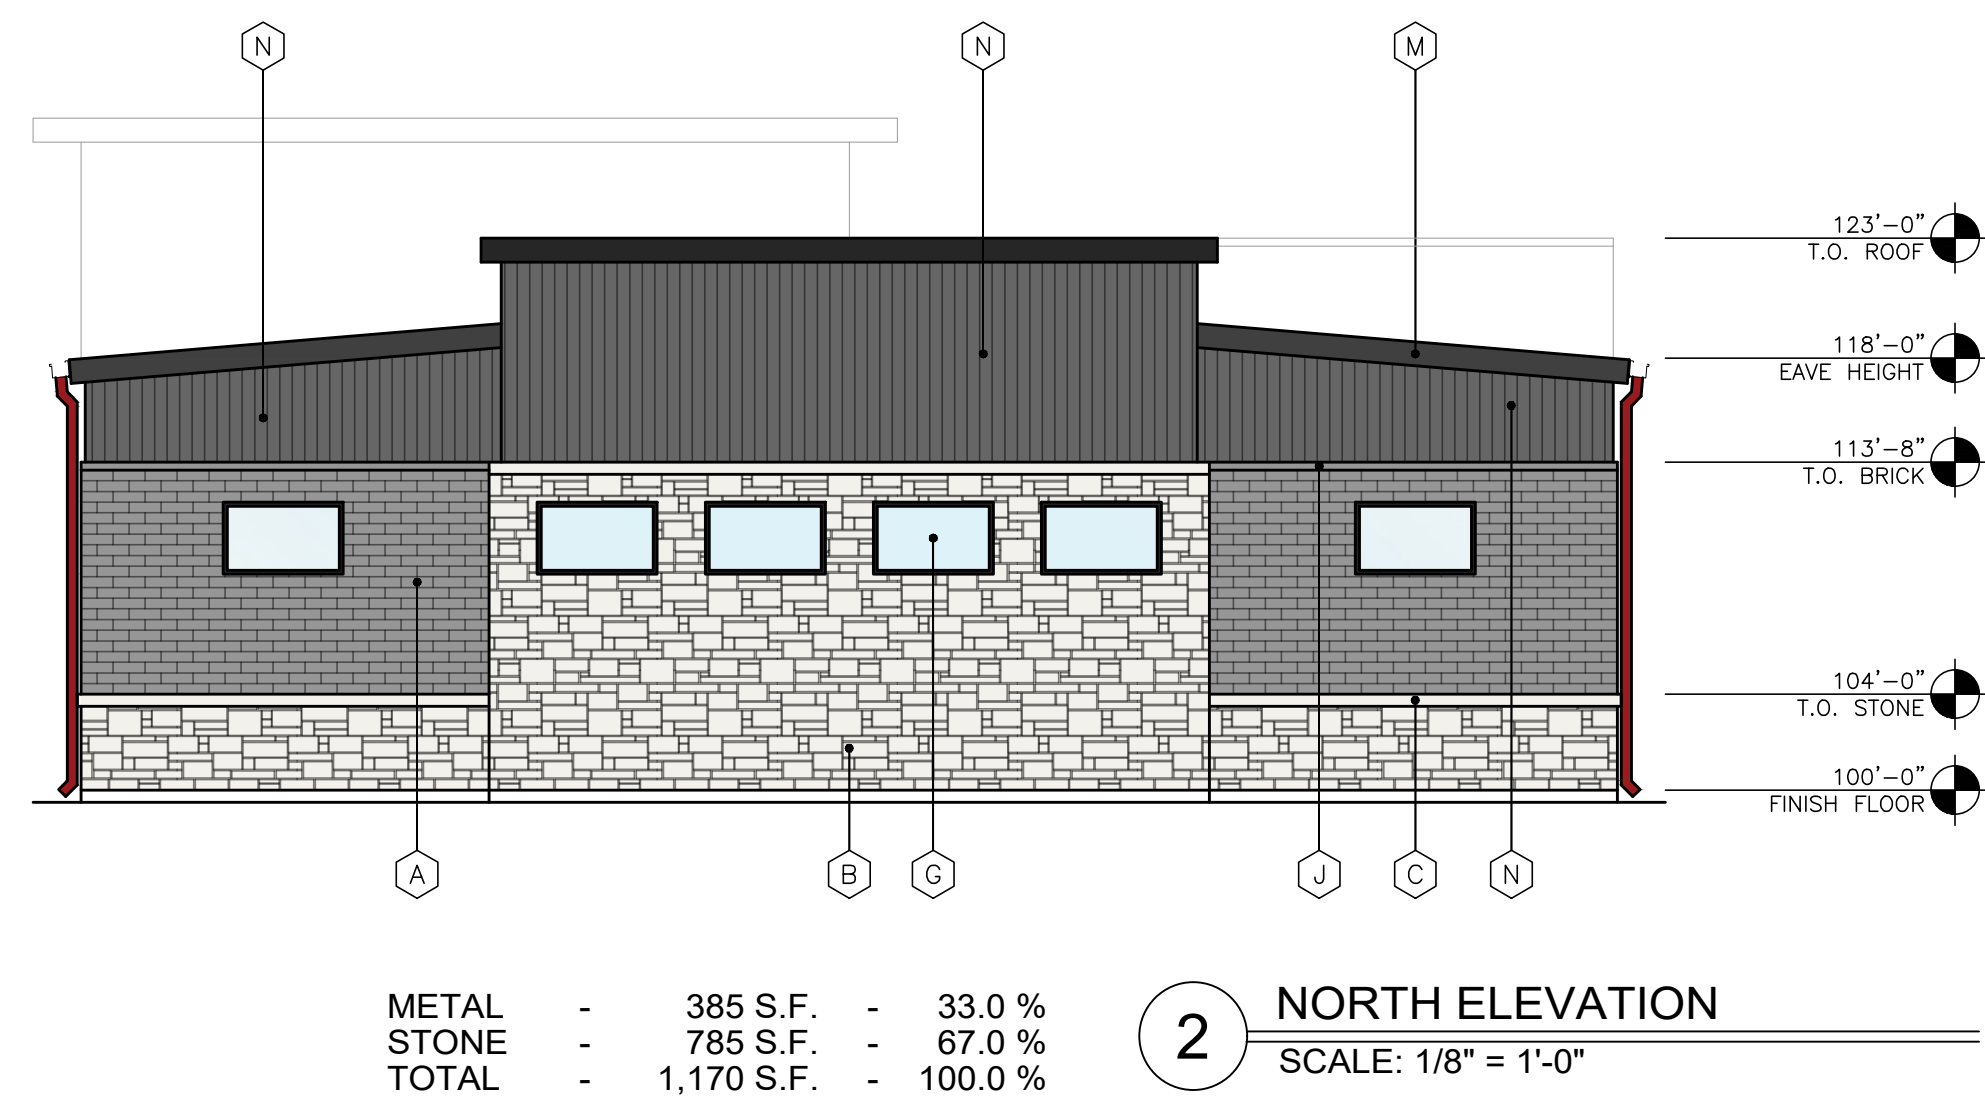 N
N
M
123'-0"
T.O. ROOF
118'-0"
EAVE HEIGHT
113'-8"
T.O. BRICK
104'-0"
T.O. STONE
100'-0"
FINISH FLOOR
A
B
G
J
C
N
METAL - 385 S.F. - 33.0 %
STONE - 785 S.F. - 67.0 %
TOTAL - 1,170 S.F. - 100.0 %
2
NORTH ELEVATION
SCALE: 1/8" = 1'-0"